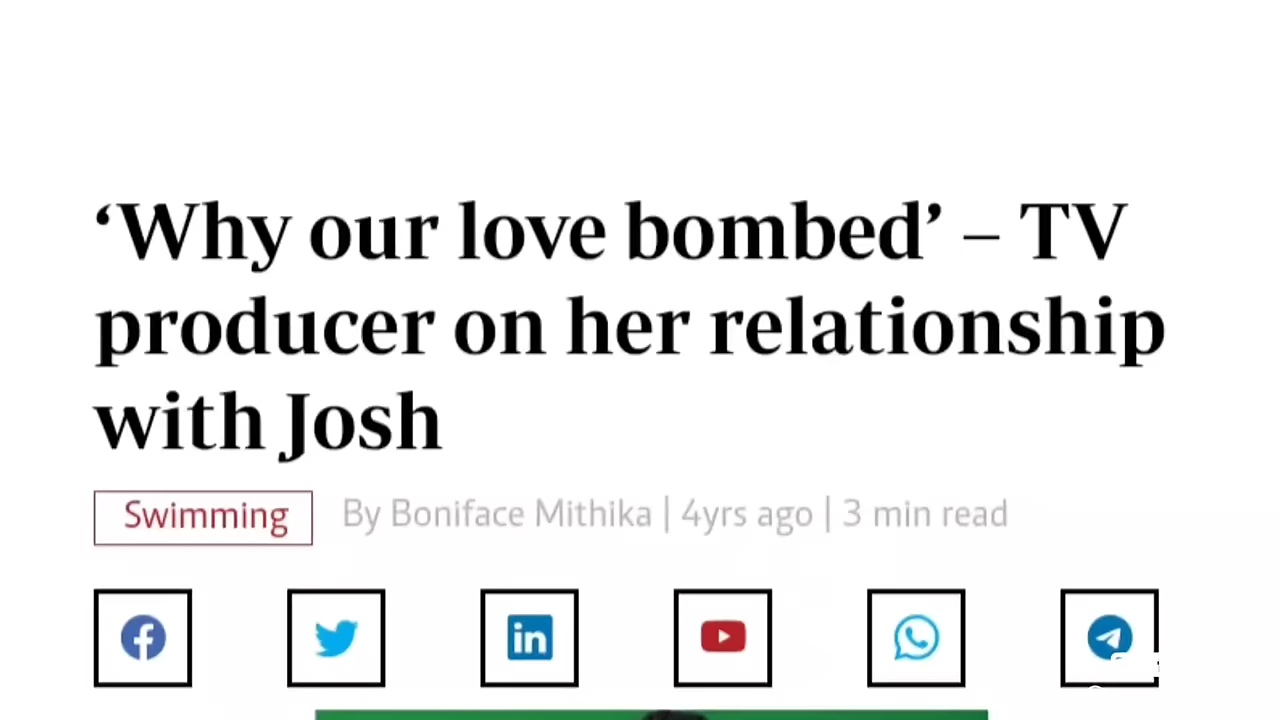 ‘Why our love bombed’ – TV
producer on her relationship
with Josh
Swimming By Boniface Mithika | 4yrs ago | 3 min read